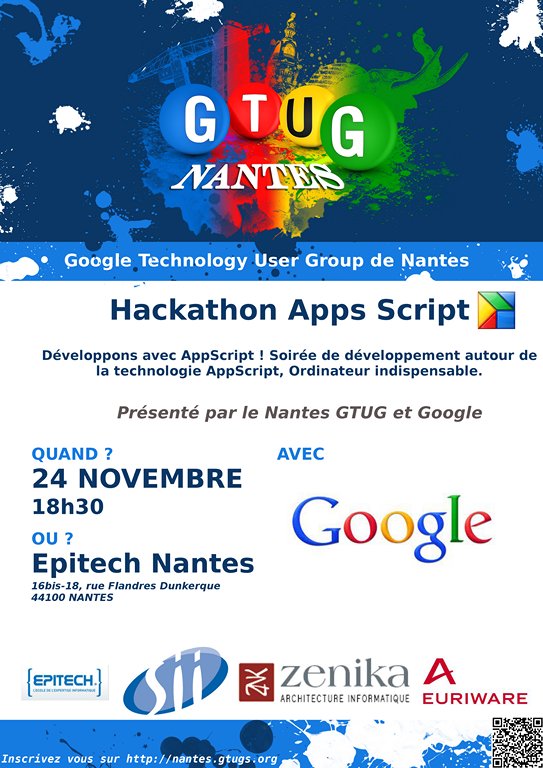 GTUG
NANTES
Google Technology User Group de Nantes
Hackathon Apps Script
Développons avec AppScript ! Soirée de développement autour de
la technologie AppScript, Ordinateur indispensable.
Présenté par le Nantes GTUG et Google
QUAND ?
24 NOVEMBRE
18h30
OU ?
Epitech Nantes
16bis-18, rue Flandres Dunkerque
44100 NANTES
AVEC
Google
{EPITECH.}
L'ECOLE DE L'EXPERTISE INFORMATIQUE
Sii
zenika
ARCHITECTURE INFORMATIQUE
EURIWARE
Inscrivez vous sur http://nantes.gtugs.org